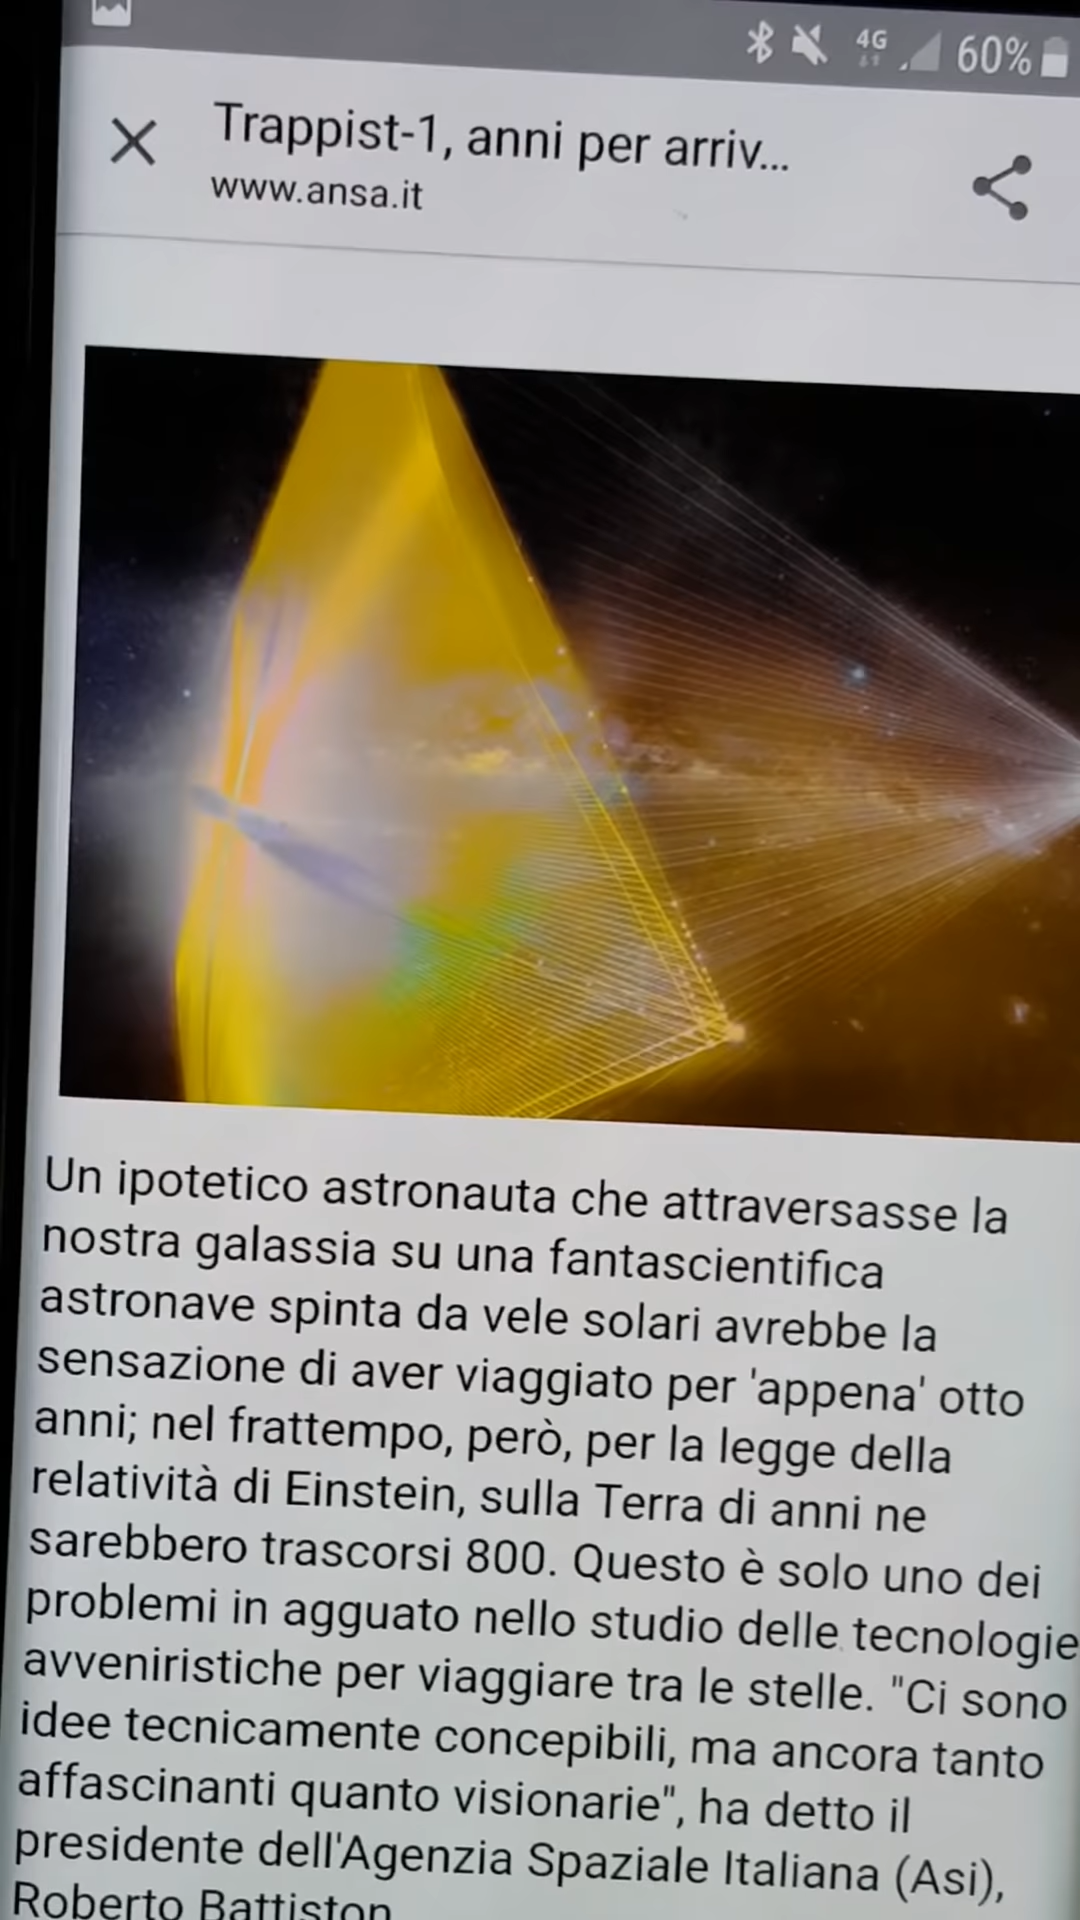 4G 60%
Trappist-1, anni per arriv...
www.ansa.it
Un ipotetico astronauta che attraversasse la
nostra galassia su una fantascientifica
astronave spinta da vele solari avrebbe la
sensazione di aver viaggiato per 'appena' otto
anni; nel frattempo, però, per la legge della
relatività di Einstein, sulla Terra di anni ne
sarebbero trascorsi 800. Questo è solo uno dei
problemi in agguato nello studio delle tecnologie
avveniristiche per viaggiare tra le stelle. "Ci sono
idee tecnicamente concepibili, ma ancora tanto
affascinanti quanto visionarie", ha detto il
presidente dell'Agenzia Spaziale Italiana (Asi),
Roberto Battiston